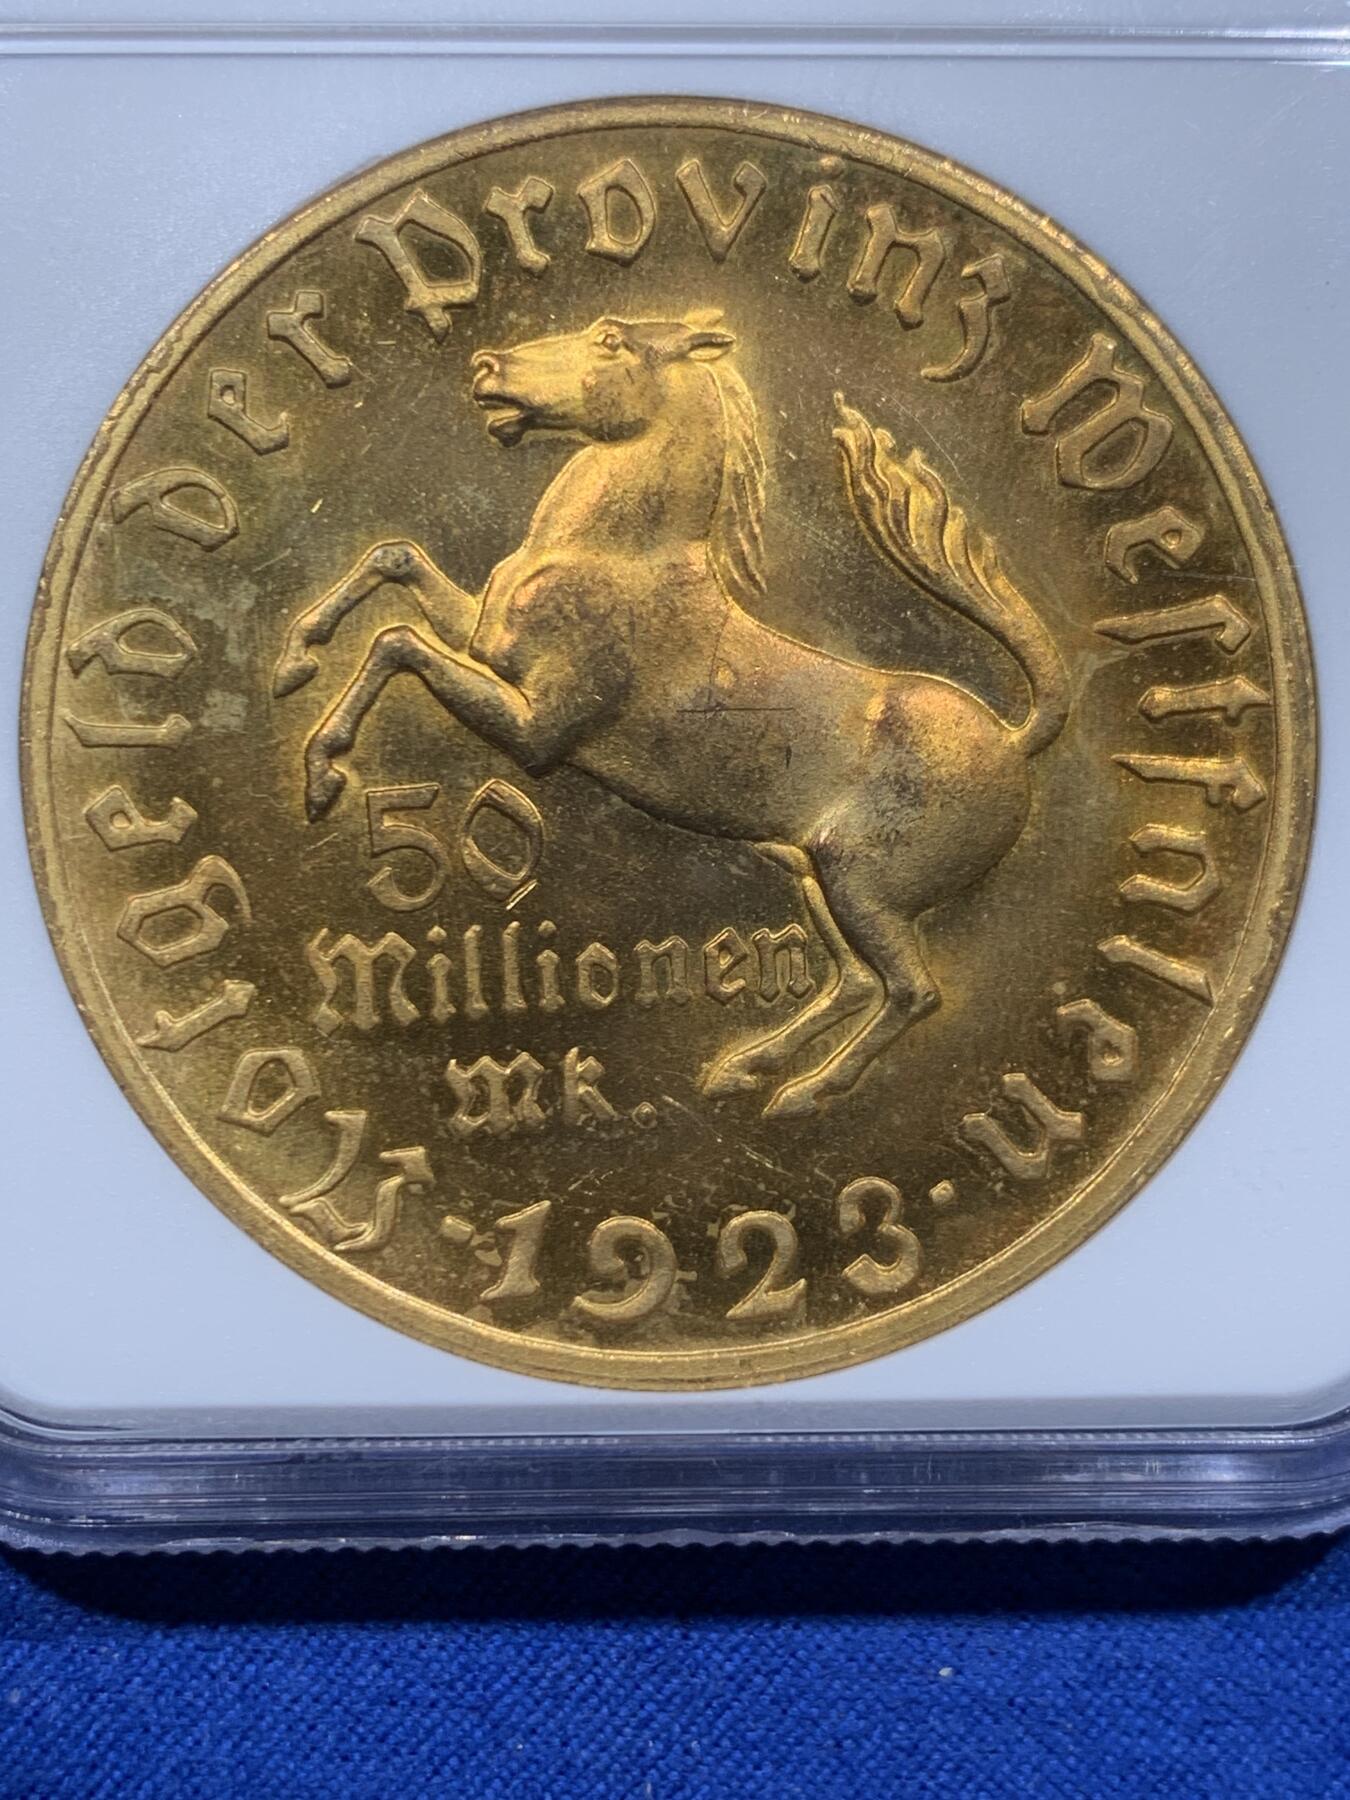 Notgeld der Provinz Westfalen
50
Millionen
Mk.
· 1923 ·